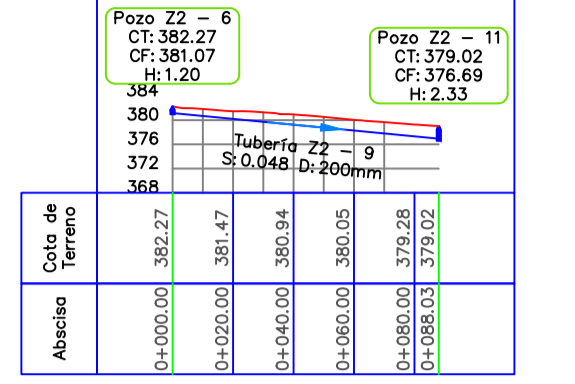 Pozo Z2 - 6
CT: 382.27
CF: 381.07
H: 1.20
Pozo Z2 - 11
CT: 379.02
CF: 376.69
H: 2.33
384
380
376
372
368
Tubería Z2 - 9
S: 0.048 D: 200mm
Cota de
Terreno
382.27
381.47
380.94
380.05
379.28
379.02
Abscisa
0+000.00
0+020.00
0+040.00
0+060.00
0+080.00
0+088.03